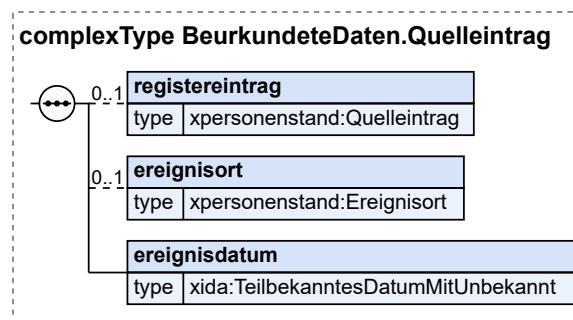 complexType BeurkundeteDaten.Quelleintrag
0..1
registereintrag
type xpersonenstand:Quelleintrag
0..1
ereignisort
type xpersonenstand:Ereignisort
ereignisdatum
type xida:TeilbekanntesDatumMitUnbekannt